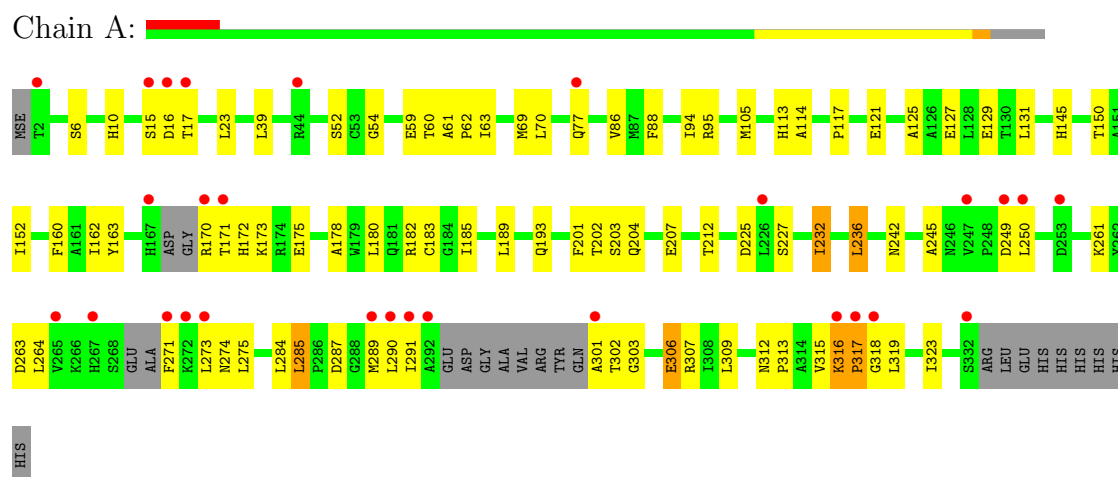 Chain A:
MSE T2 S6 H10 S15 D16 T17 L23 L39 R44 S52 C53 G54 E59 T60 A61 P62 I63 M69 L70 Q77 V86 M87 F88 I94 R95 M105 H113 A114 P117 E121 A125 A126 E127 L128 E129 T130 L131 H145 T150 A151
I152 F160 A161 I162 Y163 H167 ASP GLY R170 T171 H172 K173 R174 E175 A178 W179 L180 Q181 R182 C183 G184 I185 L189 Q193 F201 T202 S203 Q204 E207 T212 D225 L226 S227 I232 L236 N242 A245 N246 V247 P248 D249 L250 D253 K261 Y262
D263 L264 V265 K266 H267 S268 GLU ALA F271 K272 L273 N274 L275 L284 L285 P286 D287 G288 M289 L290 I291 A292 GLU ASP GLY ALA VAL ARG TYR GLN A301 T302 G303 E306 R307 I308 L309 N312 P313 A314 V315 K316 P317 G318 L319 I323 S332 ARG LEU GLU HIS HIS HIS HIS HIS
HIS